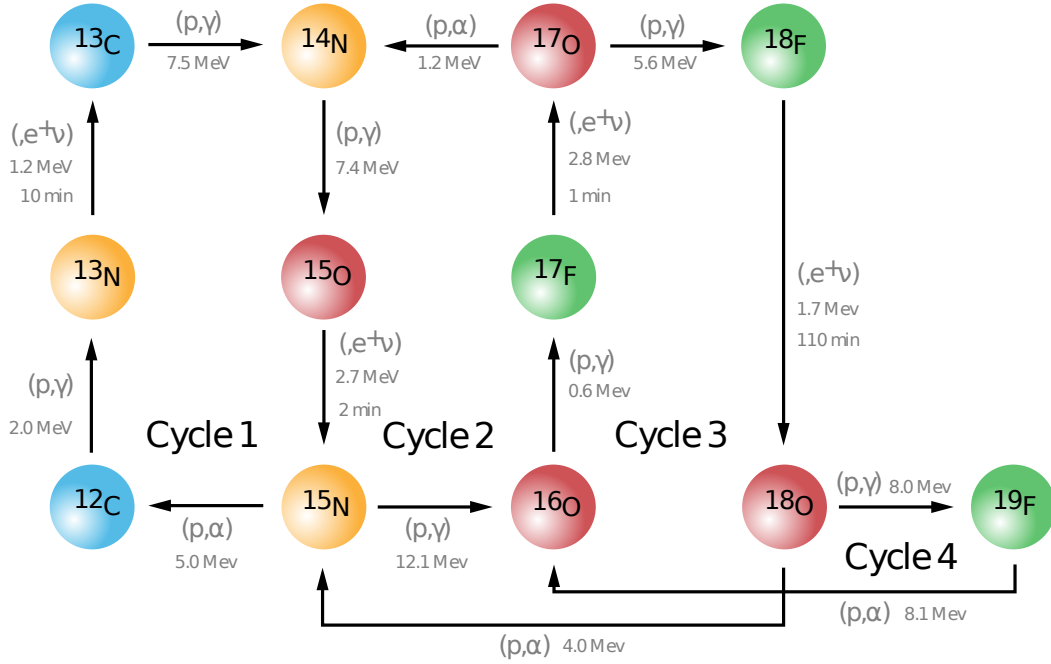 ¹³C (p,γ) ¹⁴N (p,α) ¹⁷O (p,γ) ¹⁸F
7.5 MeV 1.2 MeV 5.6 MeV
(,e⁺ν)
1.2 MeV
10 min
(p,γ)
7.4 MeV
(,e⁺ν)
2.8 MeV
1 min
¹³N ¹⁵O ¹⁷F
(,e⁺ν)
1.7 Mev
110 min
(p,γ)
2.0 MeV
(,e⁺ν)
2.7 MeV
2 min
(p,γ)
0.6 Mev
Cycle 1 Cycle 2 Cycle 3
¹²C ¹⁵N ¹⁶O ¹⁸O (p,γ) 8.0 Mev ¹⁹F
(p,α)
5.0 Mev
(p,γ)
12.1 Mev
Cycle 4
(p,α) 8.1 Mev
(p,α) 4.0 Mev